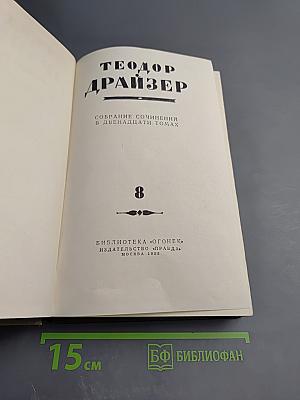 ТЕОДОР
ДРАЙЗЕР
СОБРАНИЕ СОЧИНЕНИЙ
В ДВЕНАДЦАТИ ТОМАХ
8
БИБЛИОТЕКА «ОГОНЕК»
ИЗДАТЕЛЬСТВО «ПРАВДА»
МОСКВА
15 см
БФ БИБЛИОФАН